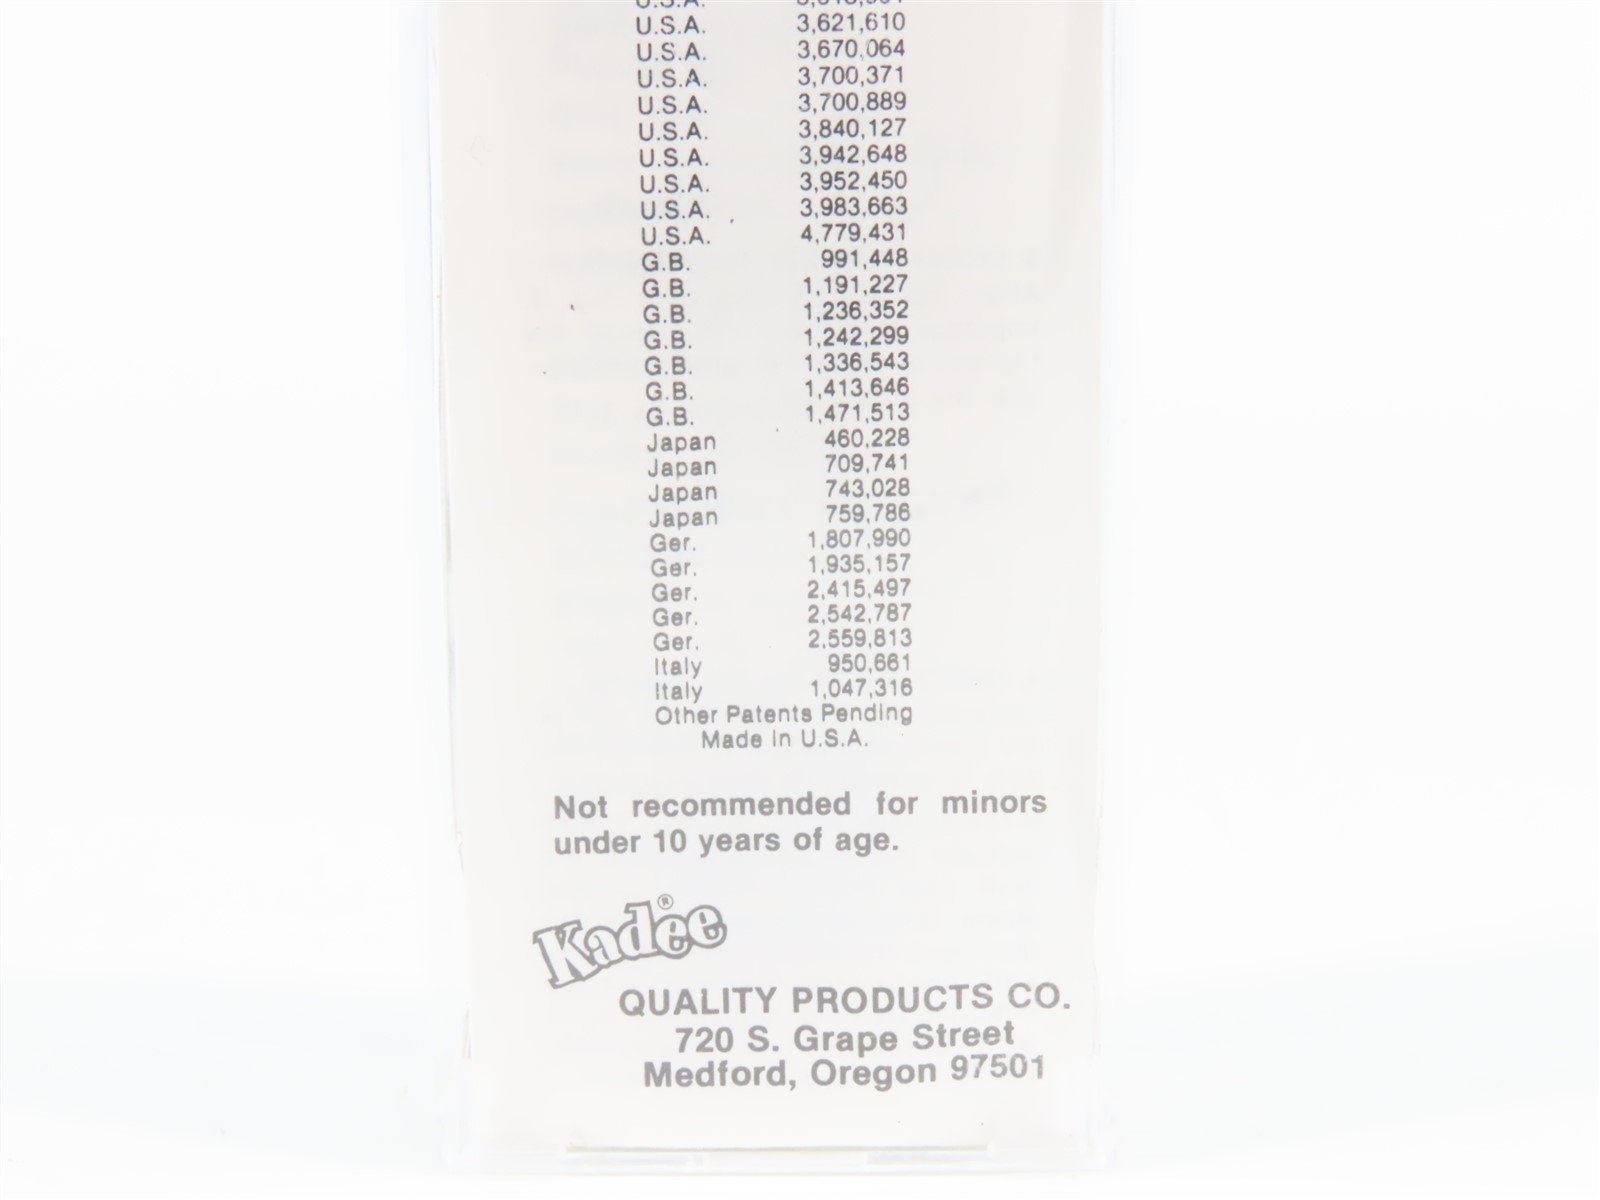 U.S.A. 3,621,610
U.S.A. 3,670,064
U.S.A. 3,700,371
U.S.A. 3,700,889
U.S.A. 3,840,127
U.S.A. 3,942,648
U.S.A. 3,952,450
U.S.A. 3,983,663
U.S.A. 4,779,431
G.B. 991,448
G.B. 1,191,227
G.B. 1,236,352
G.B. 1,242,299
G.B. 1,336,543
G.B. 1,413,646
G.B. 1,471,513
Japan 460,228
Japan 709,741
Japan 743,028
Japan 759,786
Ger. 1,807,990
Ger. 1,935,157
Ger. 2,415,497
Ger. 2,542,787
Ger. 2,559,813
Italy 950,661
Italy 1,047,316
Other Patents Pending
Made in U.S.A.
Not recommended for minors
under 10 years of age.
Kadee®
QUALITY PRODUCTS CO.
720 S. Grape Street
Medford, Oregon 97501